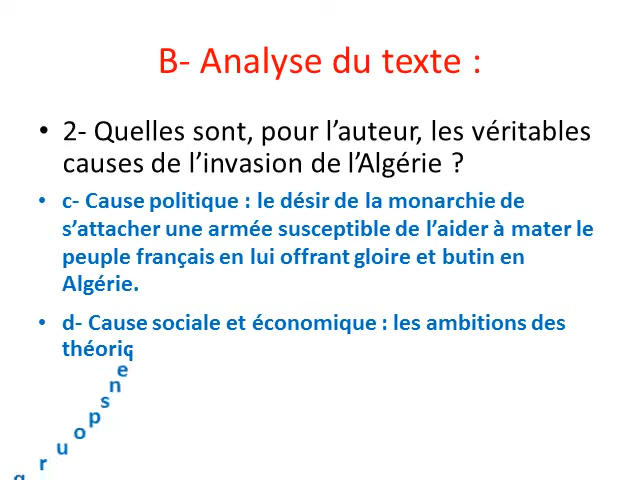 B- Analyse du texte :
• 2- Quelles sont, pour l’auteur, les véritables
causes de l’invasion de l’Algérie ?
• c- Cause politique : le désir de la monarchie de
s’attacher une armée susceptible de l’aider à mater le
peuple français en lui offrant gloire et butin en
Algérie.
• d- Cause sociale et économique : les ambitions des
théoriq
e
n
s
p
o
u
r